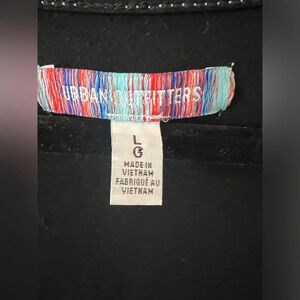 URBAN OUTFITTERS
L
G
MADE IN
VIETNAM
FABRIQUÉ AU
VIETNAM